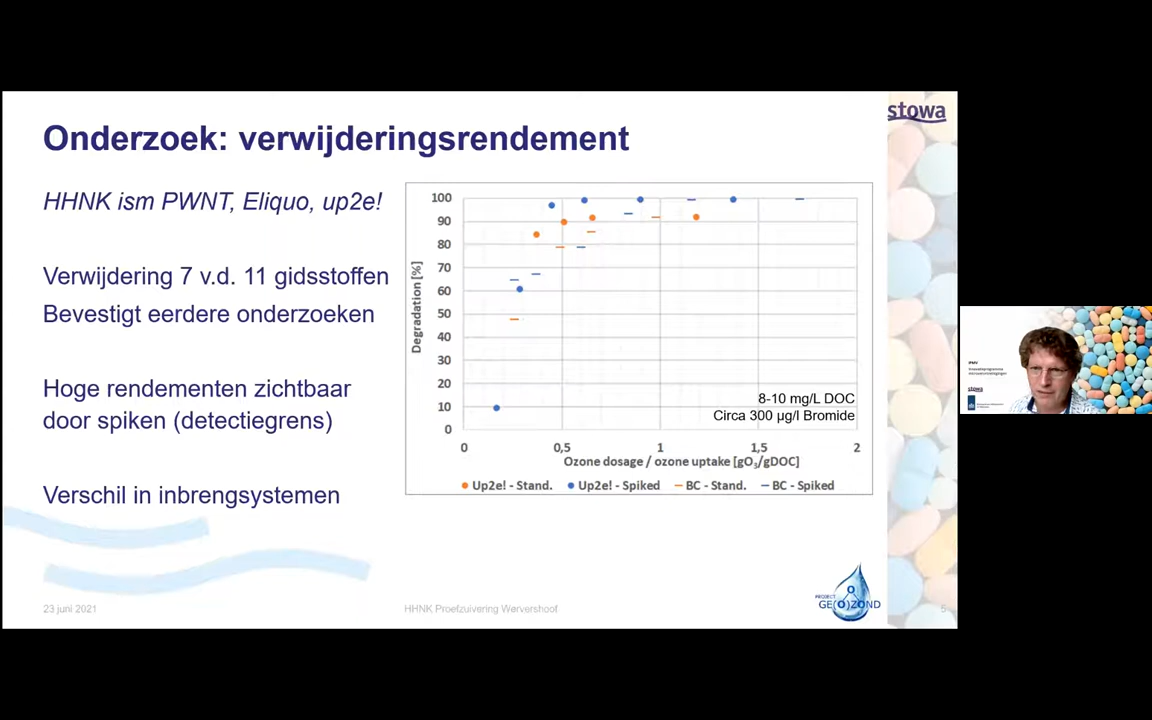 stowa
Onderzoek: verwijderingsrendement
HHNK ism PWNT, Eliquo, up2e!
Verwijdering 7 v.d. 11 gidsstoffen
Bevestigt eerdere onderzoeken
Hoge rendementen zichtbaar
door spiken (detectiegrens)
Verschil in inbrengsystemen
Degradation [%]
100
90
80
70
60
50
40
30
20
10
0
8-10 mg/L DOC
Circa 300 µg/l Bromide
0 0,5 1 1,5 2
Ozone dosage / ozone uptake [gO₃/gDOC]
Up2e! - Stand. Up2e! - Spiked BC - Stand. BC - Spiked
PROJECT
GE(O)ZOND
23 juni 2021
HHNK Proefzuivering Wervershoof
5
IPMV
stowa